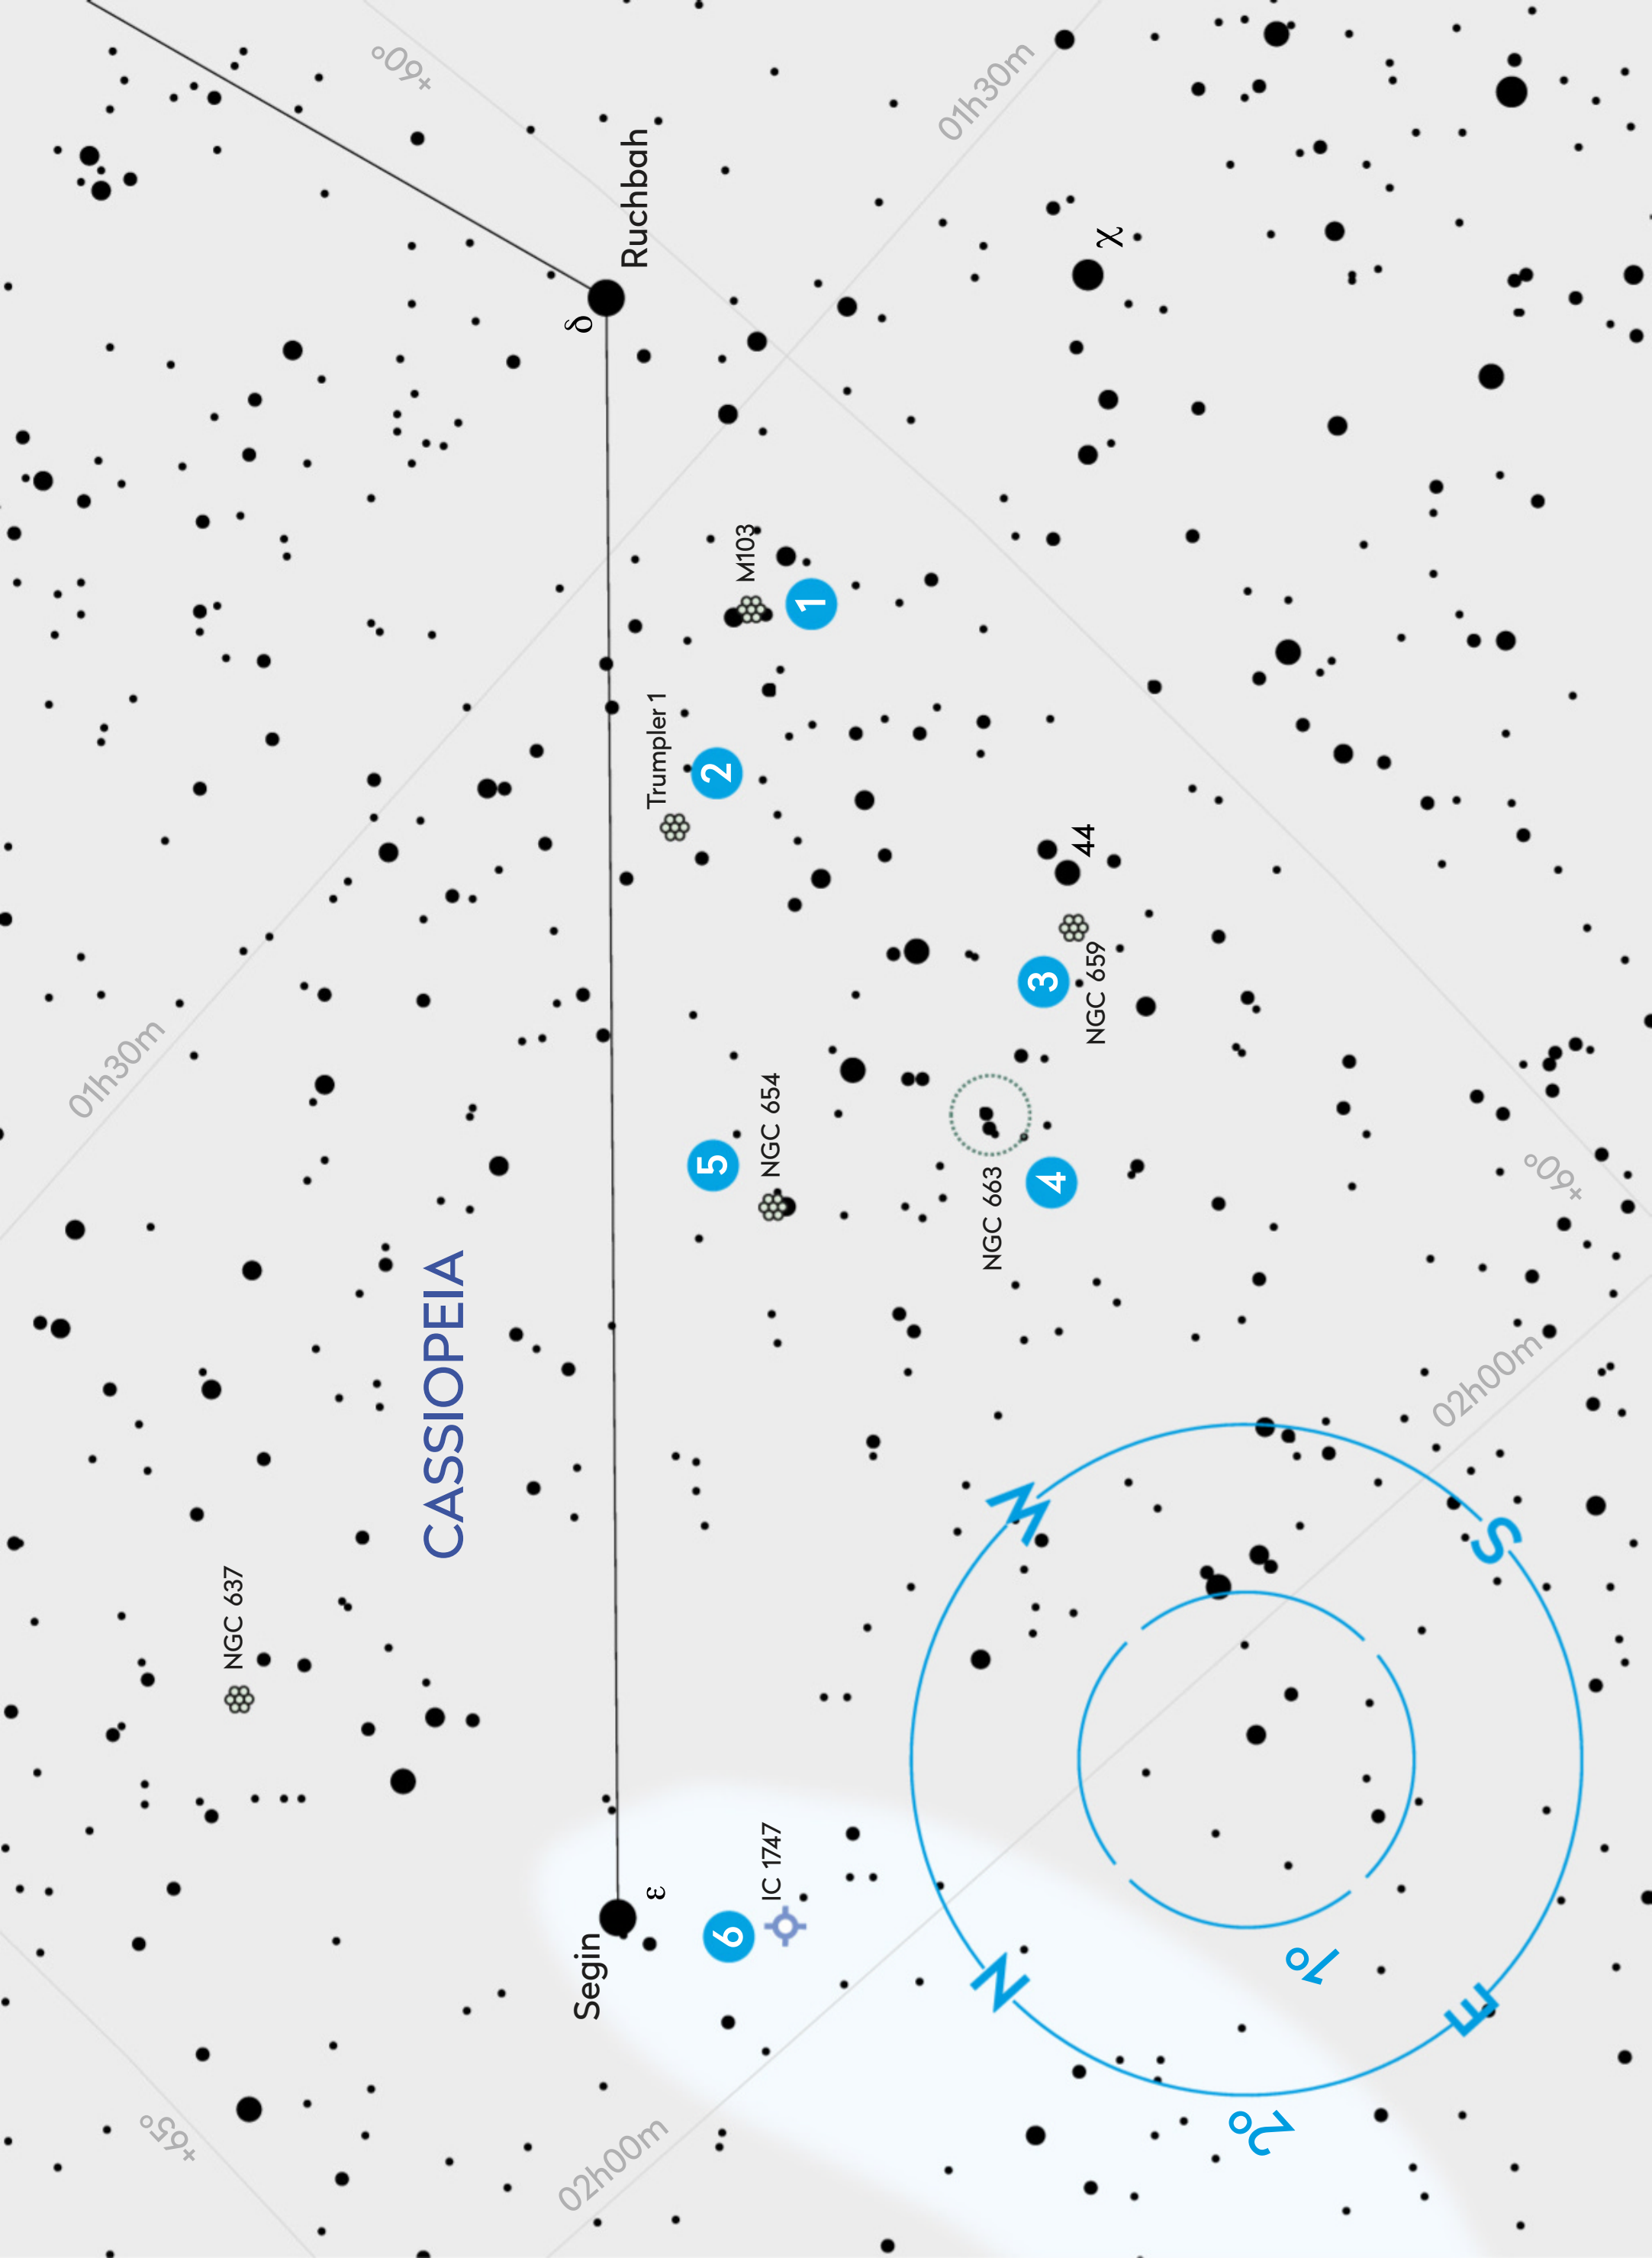 +60°
01h30m
Ruchbah
δ
χ
M103
1
Trumpler 1
2
44
3
NGC 659
01h30m
NGC 654
5
NGC 663
4
+60°
CASSIOPEIA
02h00m
W
S
NGC 637
IC 1747
ε
Segin
6
N
E
1°
2°
+65°
02h00m